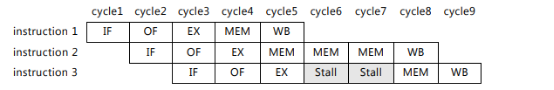 cycle1 cycle2 cycle3 cycle4 cycle5 cycle6 cycle7 cycle8 cycle9
instruction 1 IF OF EX MEM WB
instruction 2 IF OF EX MEM MEM MEM WB
instruction 3 IF OF EX Stall Stall MEM WB